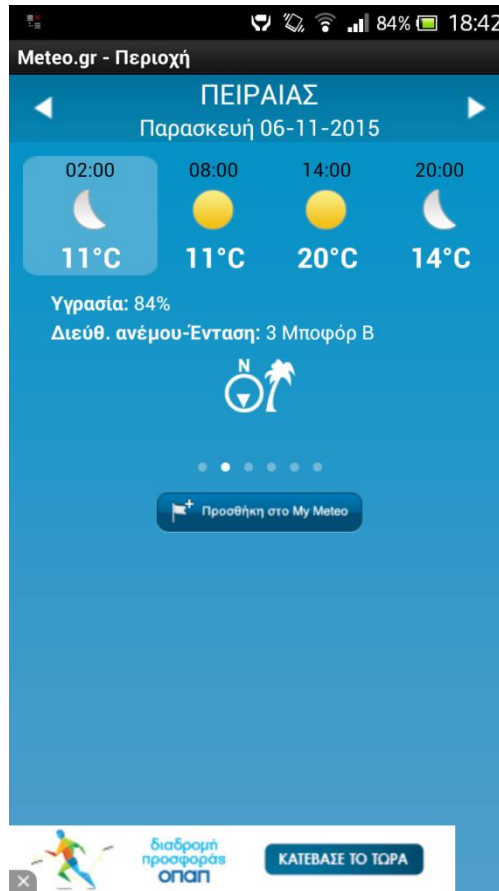 84% 18:42
Meteo.gr - Περιοχή
ΠΕΙΡΑΙΑΣ
Παρασκευή 06-11-2015
02:00 08:00 14:00 20:00
11°C 11°C 20°C 14°C
Υγρασία: 84%
Διεύθ. ανέμου-Ένταση: 3 Μποφόρ Β
N
Προσθήκη στο My Meteo
διαδρομή
προσφοράς
οπαπ
ΚΑΤΕΒΑΣΕ ΤΟ ΤΩΡΑ